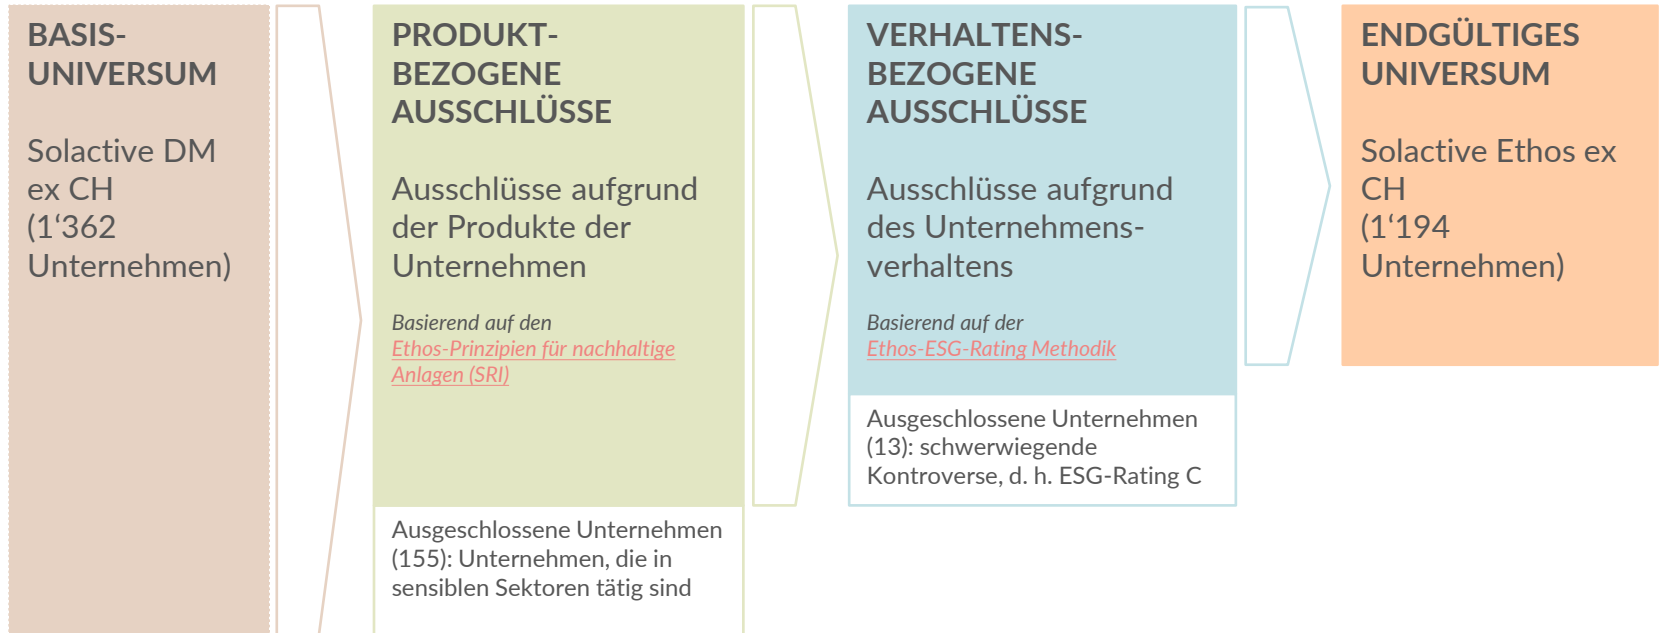 BASIS-
UNIVERSUM
Solactive DM
ex CH
(1‘362
Unternehmen)
PRODUKT-
BEZOGENE
AUSSCHLÜSSE
Ausschlüsse aufgrund
der Produkte der
Unternehmen
Basierend auf den
Ethos-Prinzipien für nachhaltige
Anlagen (SRI)
Ausgeschlossene Unternehmen
(155): Unternehmen, die in
sensiblen Sektoren tätig sind
VERHALTENS-
BEZOGENE
AUSSCHLÜSSE
Ausschlüsse aufgrund
des Unternehmens-
verhaltens
Basierend auf der
Ethos-ESG-Rating Methodik
Ausgeschlossene Unternehmen
(13): schwerwiegende
Kontroverse, d. h. ESG-Rating C
ENDGÜLTIGES
UNIVERSUM
Solactive Ethos ex
CH
(1‘194
Unternehmen)